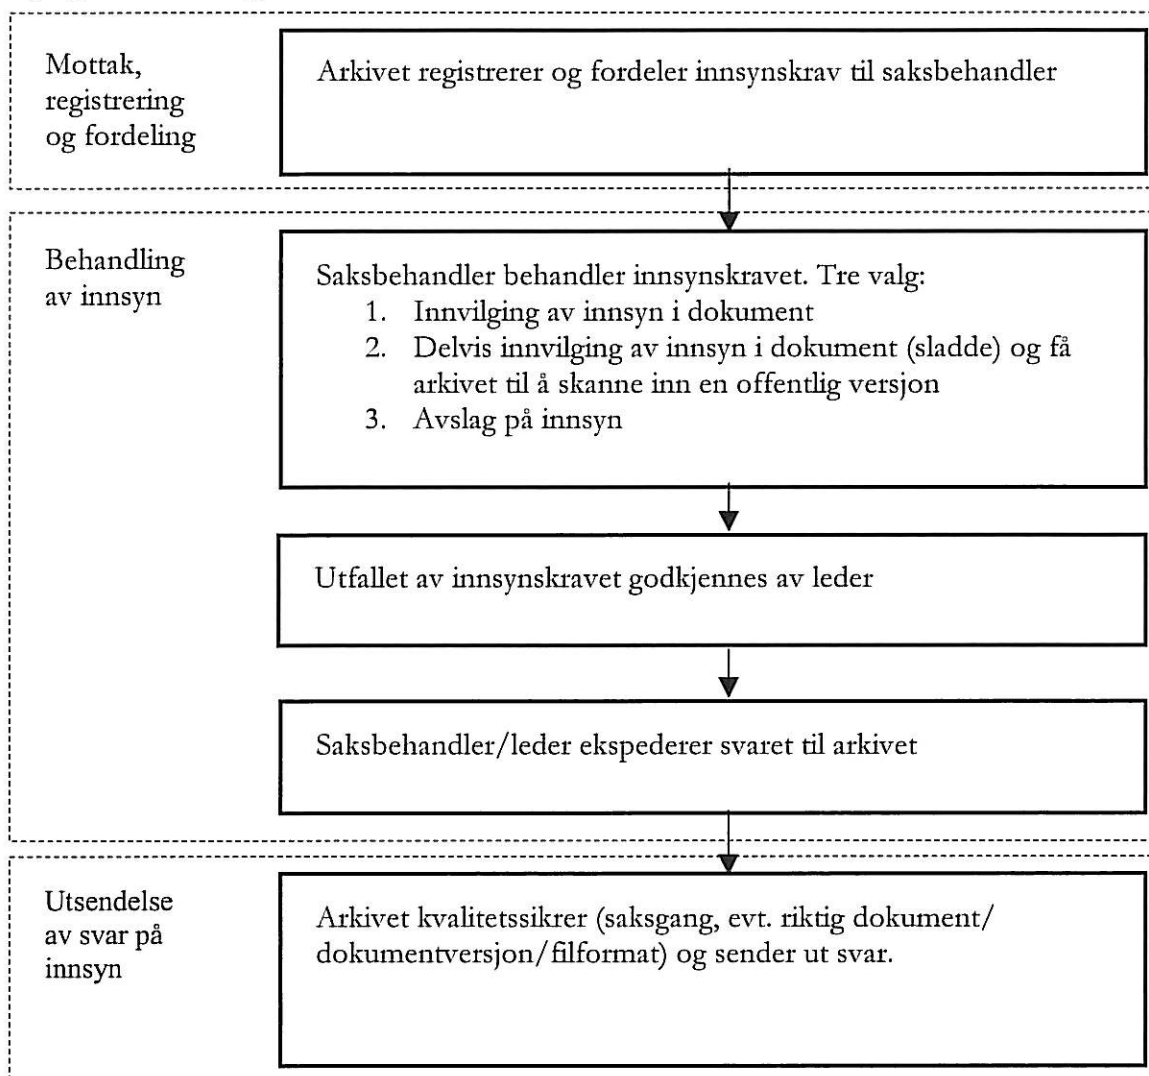 Mottak,
registrering
og fordeling
Arkivet registrerer og fordeler innsynskrav til saksbehandler
Behandling
av innsyn
Saksbehandler behandler innsynskravet. Tre valg:
1. Innvilging av innsyn i dokument
2. Delvis innvilging av innsyn i dokument (sladde) og få
arkivet til å skanne inn en offentlig versjon
3. Avslag på innsyn
Utfallet av innsynskravet godkjennes av leder
Saksbehandler/leder ekspederer svaret til arkivet
Utsendelse
av svar på
innsyn
Arkivet kvalitetssikrer (saksgang, evt. riktig dokument/
dokumentversjon/filformat) og sender ut svar.